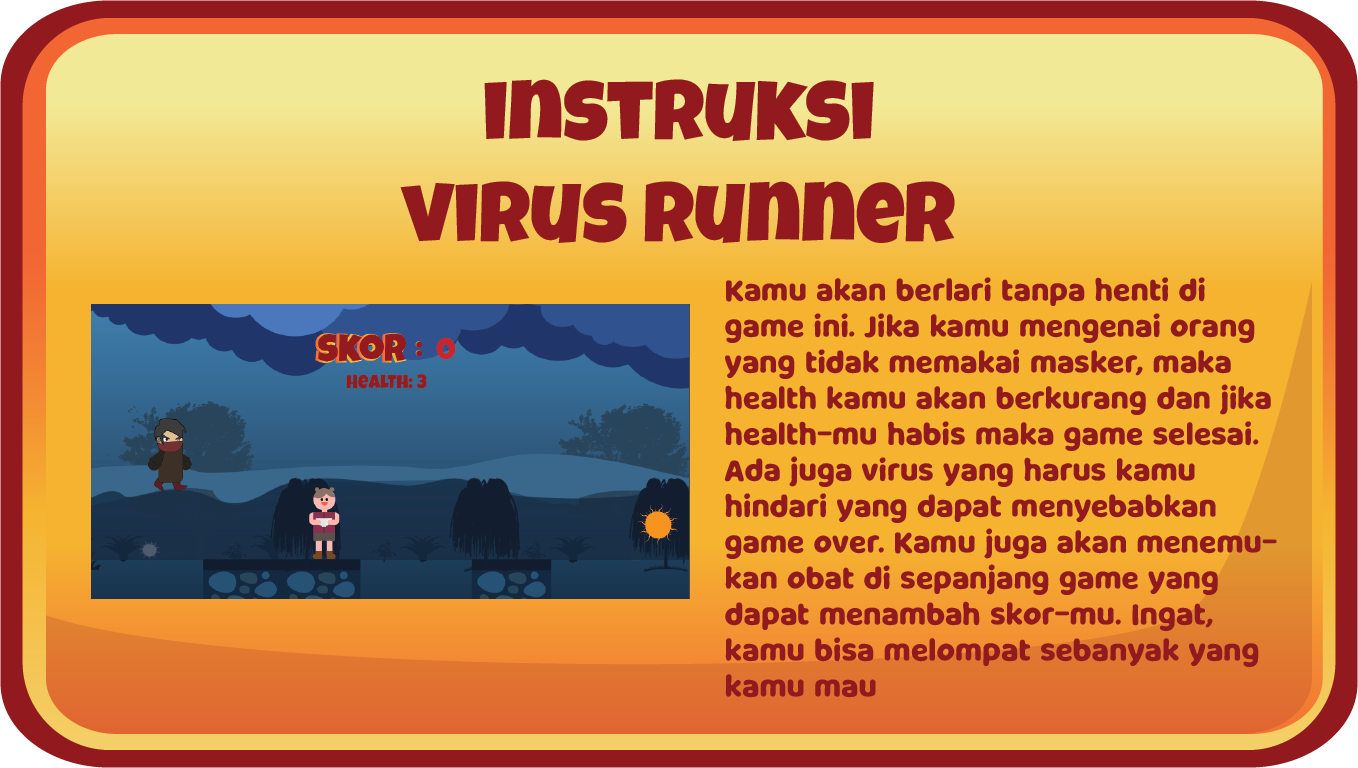 INSTRUKSI
VIRUS RUNNER
SKOR : 0
HEALTH: 3
Kamu akan berlari tanpa henti di
game ini. Jika kamu mengenai orang
yang tidak memakai masker, maka
health kamu akan berkurang dan jika
health-mu habis maka game selesai.
Ada juga virus yang harus kamu
hindari yang dapat menyebabkan
game over. Kamu juga akan menemu-
kan obat di sepanjang game yang
dapat menambah skor-mu. Ingat,
kamu bisa melompat sebanyak yang
kamu mau